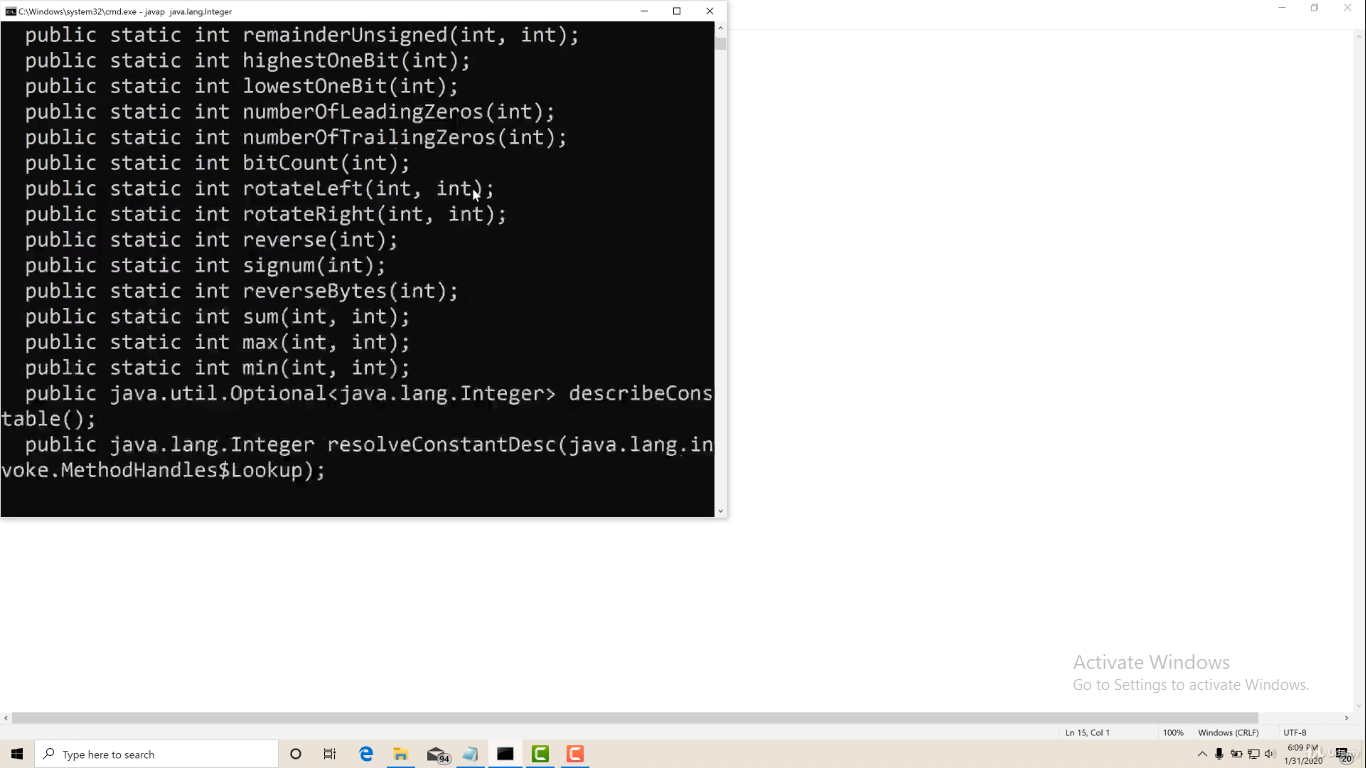 C:\Windows\system32\cmd.exe - javap java.lang.Integer
public static int remainderUnsigned(int, int);
public static int highestOneBit(int);
public static int lowestOneBit(int);
public static int numberOfLeadingZeros(int);
public static int numberOfTrailingZeros(int);
public static int bitCount(int);
public static int rotateLeft(int, int);
public static int rotateRight(int, int);
public static int reverse(int);
public static int signum(int);
public static int reverseBytes(int);
public static int sum(int, int);
public static int max(int, int);
public static int min(int, int);
public java.util.Optional<java.lang.Integer> describeCons
table();
public java.lang.Integer resolveConstantDesc(java.lang.in
voke.MethodHandles$Lookup);
Activate Windows
Go to Settings to activate Windows.
Ln 15, Col 1
100%
Windows (CRLF)
UTF-8
Type here to search
94
6:09 PM
1/31/2020
20